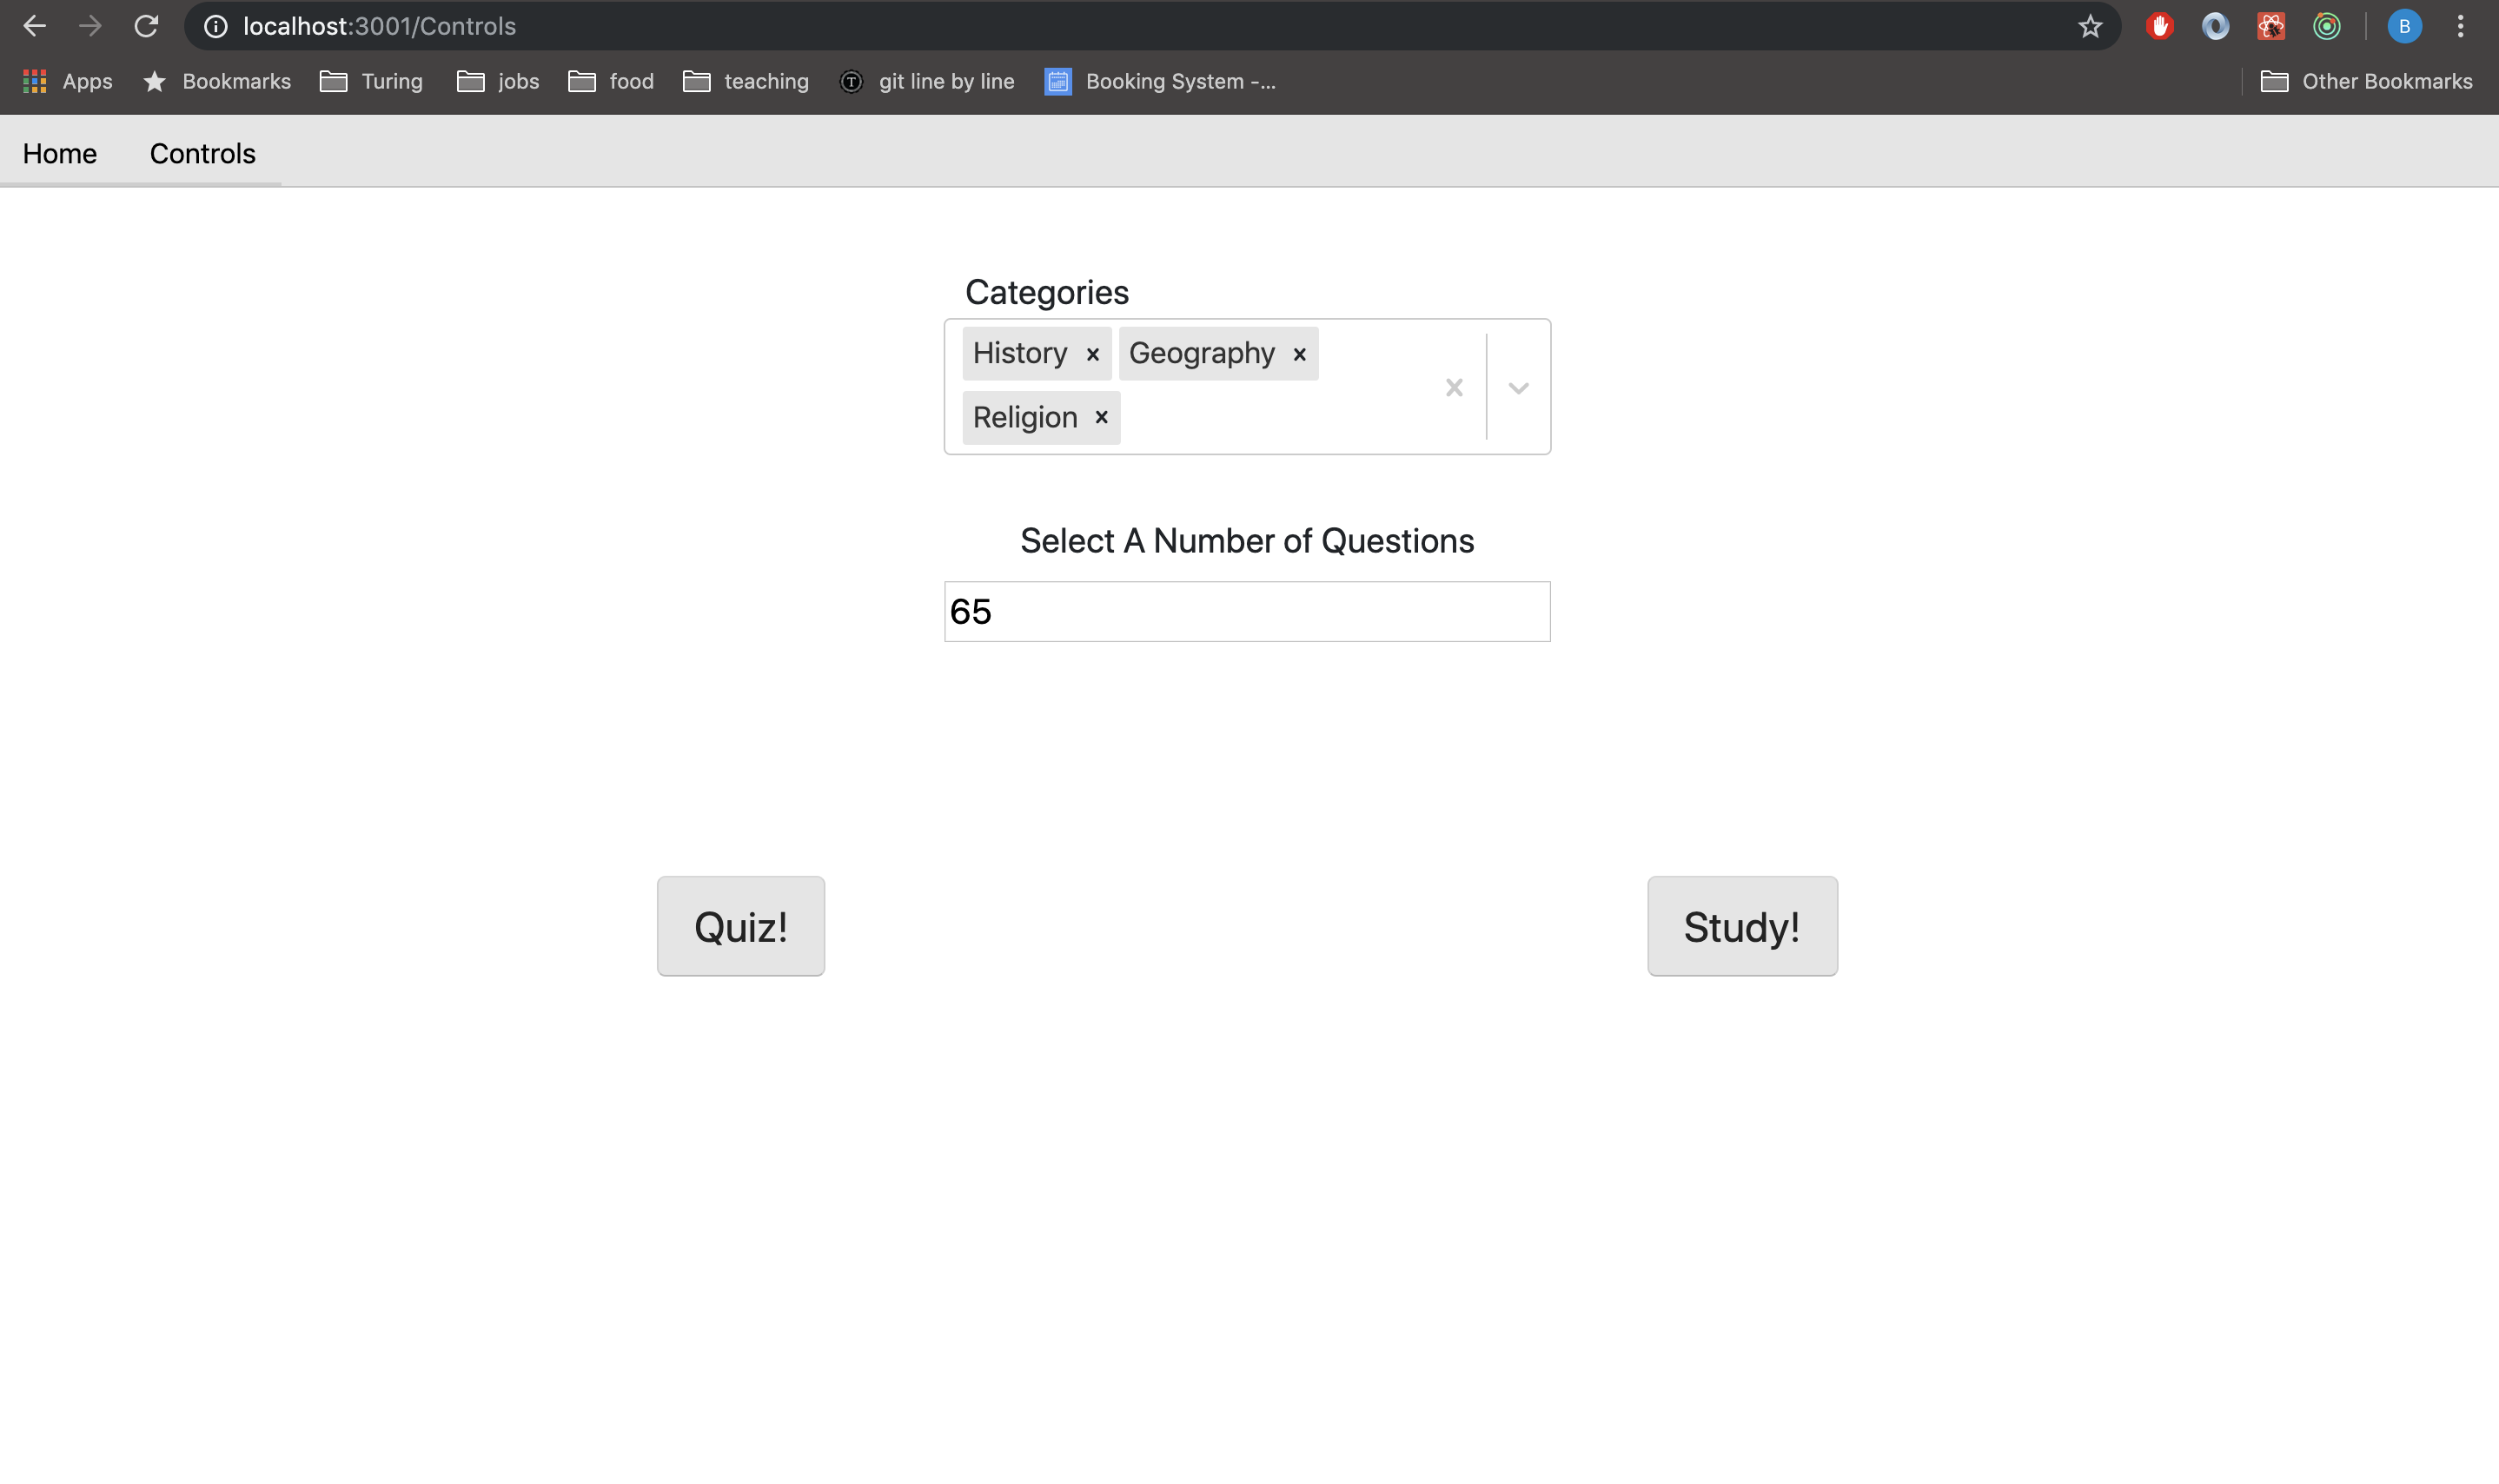 localhost:3001/Controls
B
Apps Bookmarks Turing jobs food teaching T git line by line Booking System -... Other Bookmarks
Home Controls
Categories
History Geography
Religion
Select A Number of Questions
65
Quiz! Study!